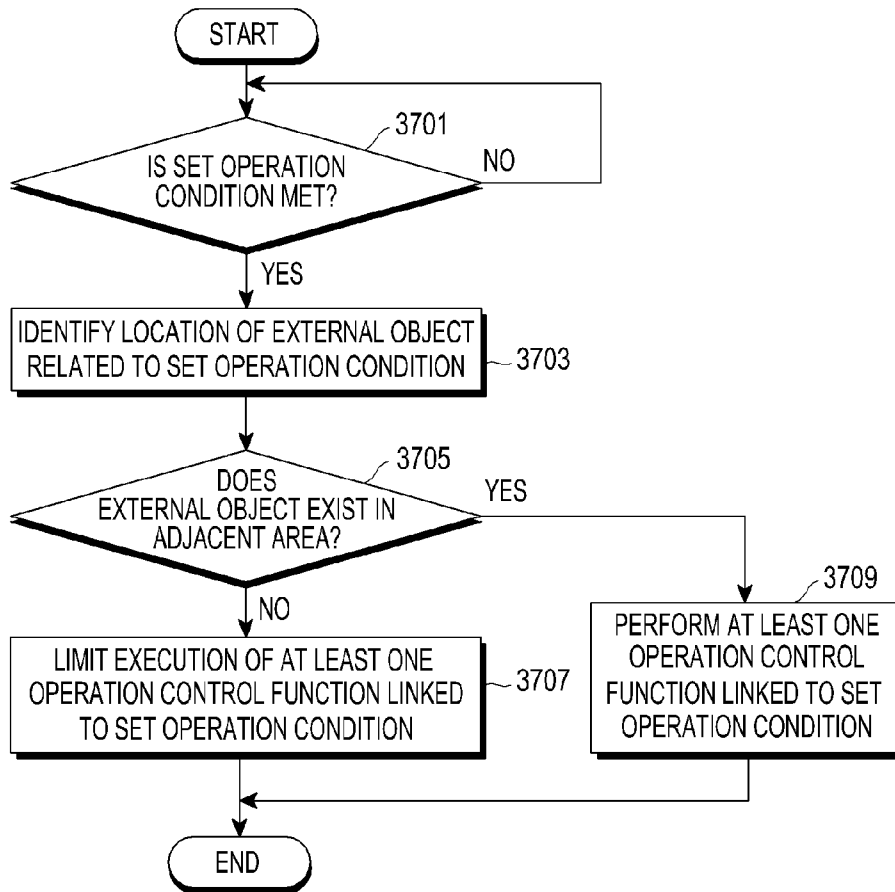 START
3701
IS SET OPERATION
CONDITION MET?
NO
YES
IDENTIFY LOCATION OF EXTERNAL OBJECT
RELATED TO SET OPERATION CONDITION
3703
3705
DOES
EXTERNAL OBJECT EXIST IN
ADJACENT AREA?
YES
NO
3709
LIMIT EXECUTION OF AT LEAST ONE
OPERATION CONTROL FUNCTION LINKED
TO SET OPERATION CONDITION
3707
PERFORM AT LEAST ONE
OPERATION CONTROL
FUNCTION LINKED TO SET
OPERATION CONDITION
END